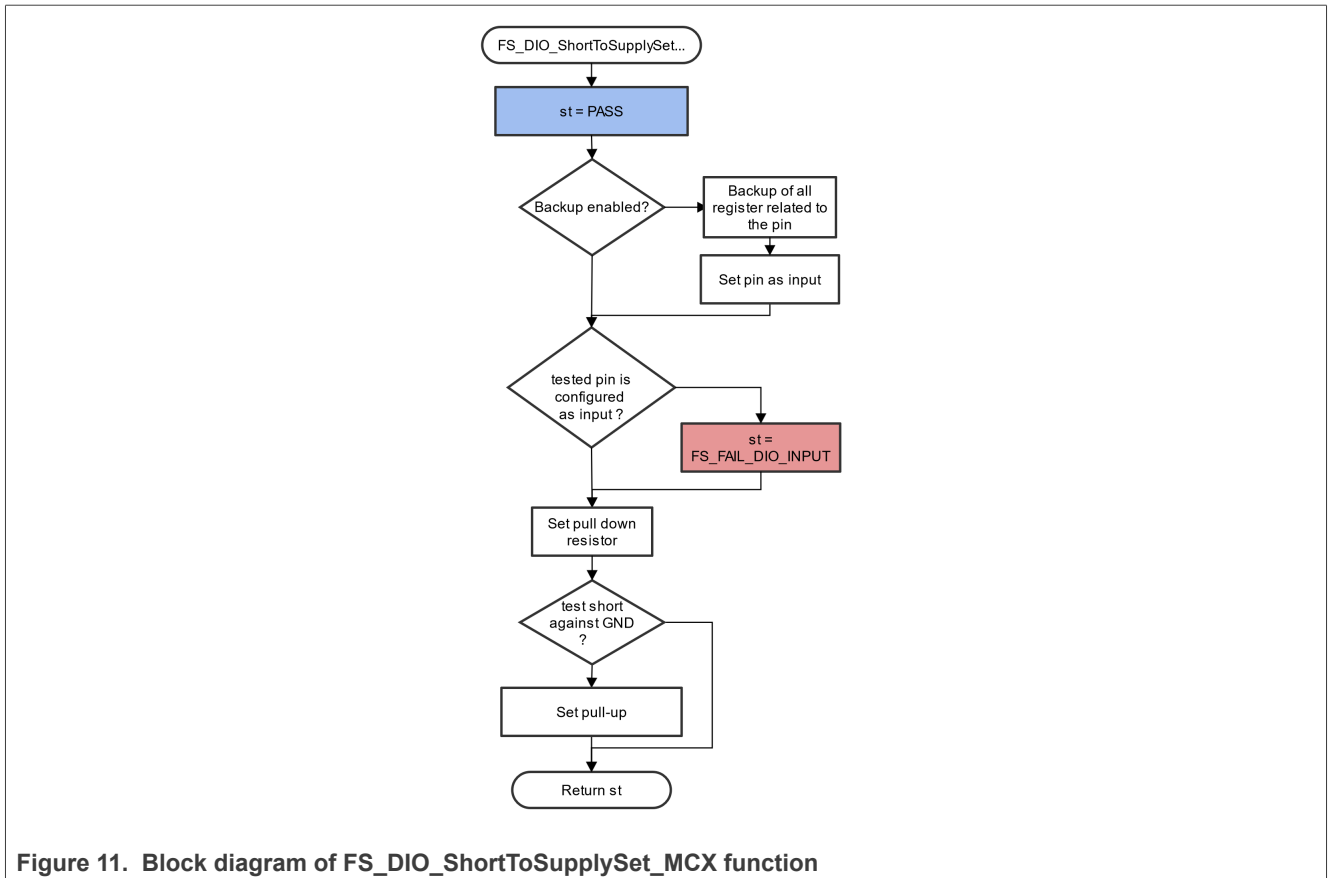 FS_DIO_ShortToSupplySet...
st = PASS
Backup enabled?
Backup of all
register related to
the pin
Set pin as input
tested pin is
configured
as input ?
st =
FS_FAIL_DIO_INPUT
Set pull down
resistor
test short
against GND
?
Set pull-up
Return st
Figure 11. Block diagram of FS_DIO_ShortToSupplySet_MCX function